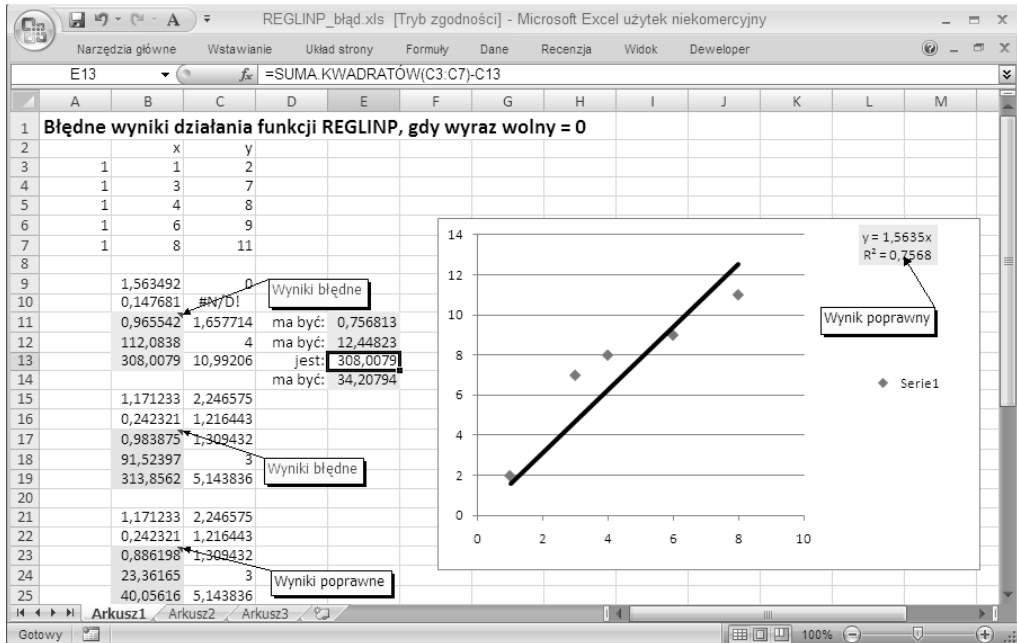 REGLINP_błąd.xls [Tryb zgodności] - Microsoft Excel użytek niekomercyjny
Narzędzia główne Wstawianie Układ strony Formuły Dane Recenzja Widok Deweloper
E13 fx =SUMA.KWADRATÓW(C3:C7)-C13
A B C D E F G H I J K L M
1 Błędne wyniki działania funkcji REGLINP, gdy wyraz wolny = 0
2 x y
3 1 1 2
4 1 3 7
5 1 4 8
6 1 6 9
7 1 8 11
8
9 1,563492 0
10 0,147681 #N/D!
11 0,965542 1,657714 ma być: 0,756813
12 112,0838 4 ma być: 12,44823
13 308,0079 10,99206 jest: 308,0079
14 ma być: 34,20794
15 1,171233 2,246575
16 0,242321 1,216443
17 0,983875 1,309432
18 91,52397 3
19 313,8562 5,143836
20
21 1,171233 2,246575
22 0,242321 1,216443
23 0,886198 1,309432
24 23,36165 3
25 40,05616 5,143836
Wyniki błędne
Wyniki błędne
Wyniki poprawne
y = 1,5635x
R² = 0,7568
Wynik poprawny
Serie1
14
12
10
8
6
4
2
0
0 2 4 6 8 10
Arkusz1 Arkusz2 Arkusz3
Gotowy 100%